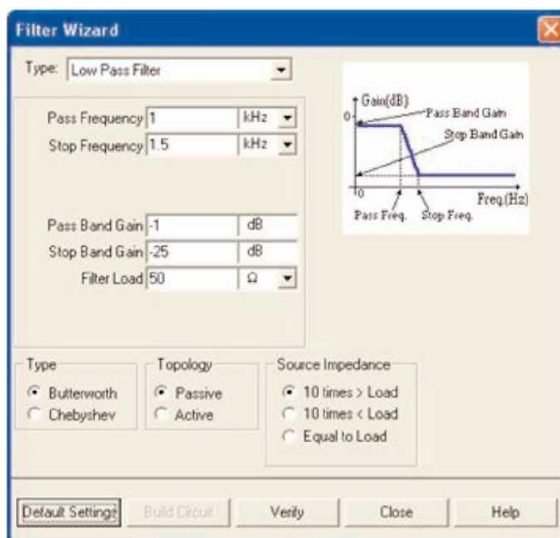 Filter Wizard
Type: Low Pass Filter
Pass Frequency 1 kHz
Stop Frequency 1.5 kHz
Pass Band Gain -1 dB
Stop Band Gain -25 dB
Filter Load 50 Ω
Gain(dB)
0
Pass Band Gain
Stop Band Gain
0
Freq.(Hz)
Pass Freq. Stop Freq.
Type
Butterworth
Chebyshev
Topology
Passive
Active
Source Impedance
10 times > Load
10 times < Load
Equal to Load
Default Settings Build Circuit Verify Close Help